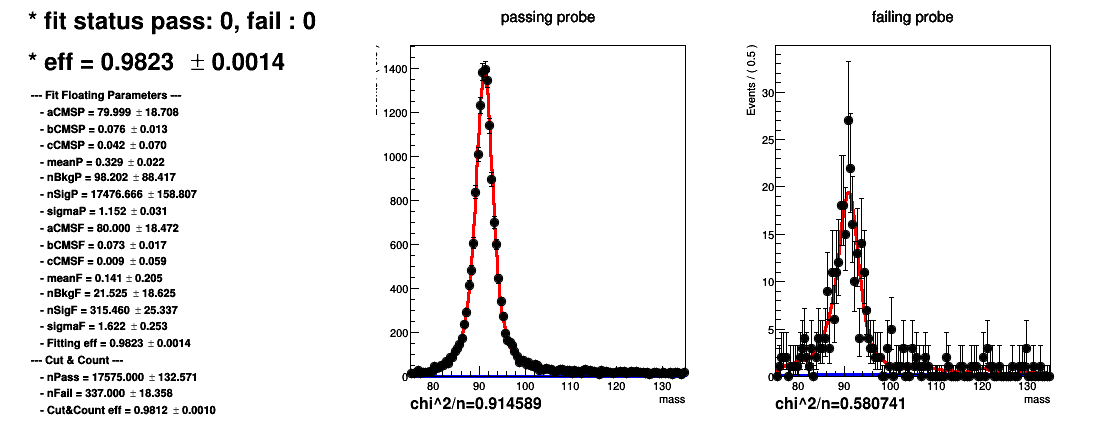 * fit status pass: 0, fail : 0
* eff = 0.9823 ± 0.0014
--- Fit Floating Parameters ---
- aCMSP = 79.999 ± 18.708
- bCMSP = 0.076 ± 0.013
- cCMSP = 0.042 ± 0.070
- meanP = 0.329 ± 0.022
- nBkgP = 98.202 ± 88.417
- nSigP = 17476.666 ± 158.807
- sigmaP = 1.152 ± 0.031
- aCMSF = 80.000 ± 18.472
- bCMSF = 0.073 ± 0.017
- cCMSF = 0.009 ± 0.059
- meanF = 0.141 ± 0.205
- nBkgF = 21.525 ± 18.625
- nSigF = 315.460 ± 25.337
- sigmaF = 1.622 ± 0.253
- Fitting eff = 0.9823 ± 0.0014
--- Cut & Count ---
- nPass = 17575.000 ± 132.571
- nFail = 337.000 ± 18.358
- Cut&Count eff = 0.9812 ± 0.0010
passing probe
1400
1200
1000
800
600
400
200
0
80 90 100 110 120 130
mass
chi^2/n=0.914589
failing probe
Events / ( 0.5 )
30
25
20
15
10
5
0
80 90 100 110 120 130
mass
chi^2/n=0.580741